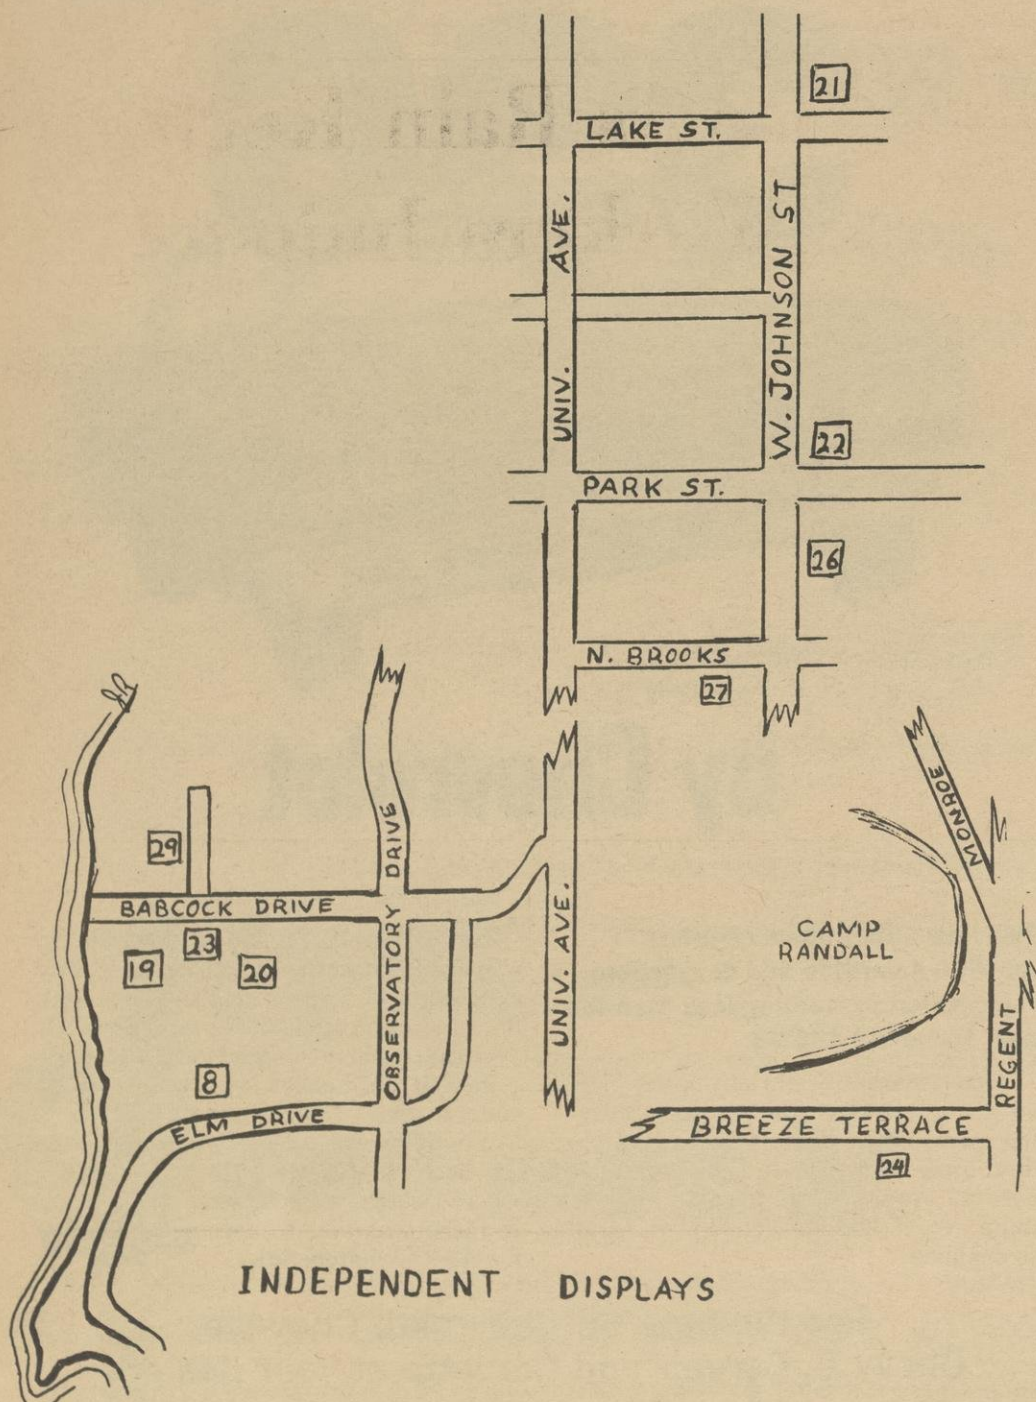 21
LAKE ST.
UNIV. AVE.
W. JOHNSON ST
22
PARK ST.
26
N. BROOKS
27
MONROE
29
BABCOCK DRIVE
OBSERVATORY DRIVE
23
19
20
UNIV. AVE.
CAMP
RANDALL
REGENT
8
ELM DRIVE
BREEZE TERRACE
24
INDEPENDENT DISPLAYS